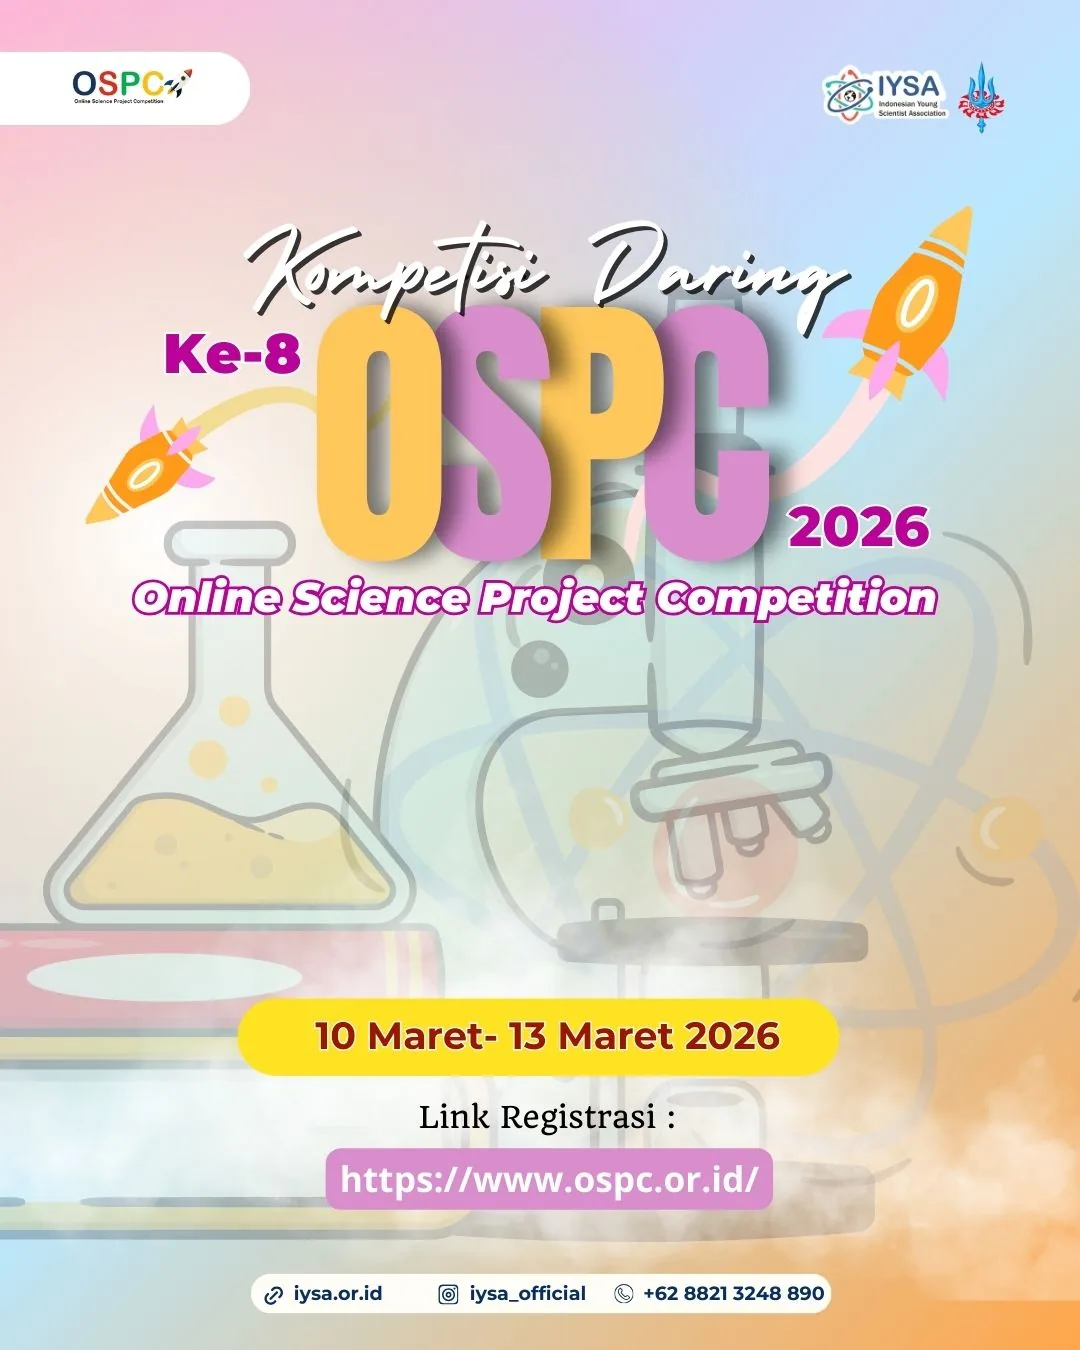 OSPC
Online Science Project Competition
IYSA
Indonesian Young
Scientist Association
Kompetisi Daring
Ke-8
OSPC
2026
Online Science Project Competition
10 Maret- 13 Maret 2026
Link Registrasi :
https://www.ospc.or.id/
iysa.or.id
iysa_official
+62 8821 3248 890